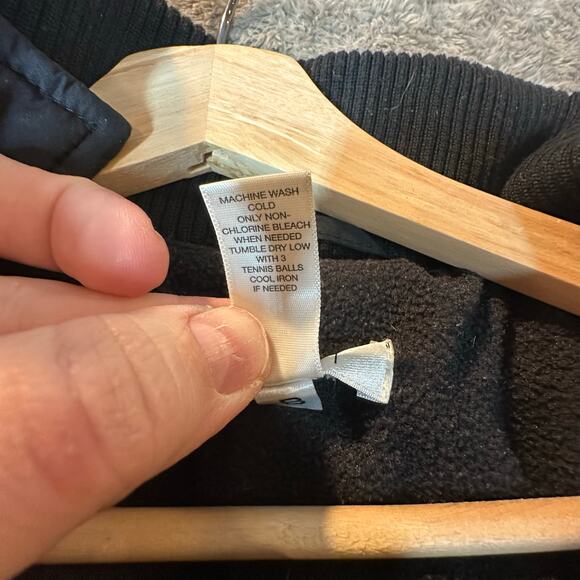 MACHINE WASH
COLD
ONLY NON-
CHLORINE BLEACH
WHEN NEEDED
TUMBLE DRY LOW
WITH 3
TENNIS BALLS
COOL IRON
IF NEEDED